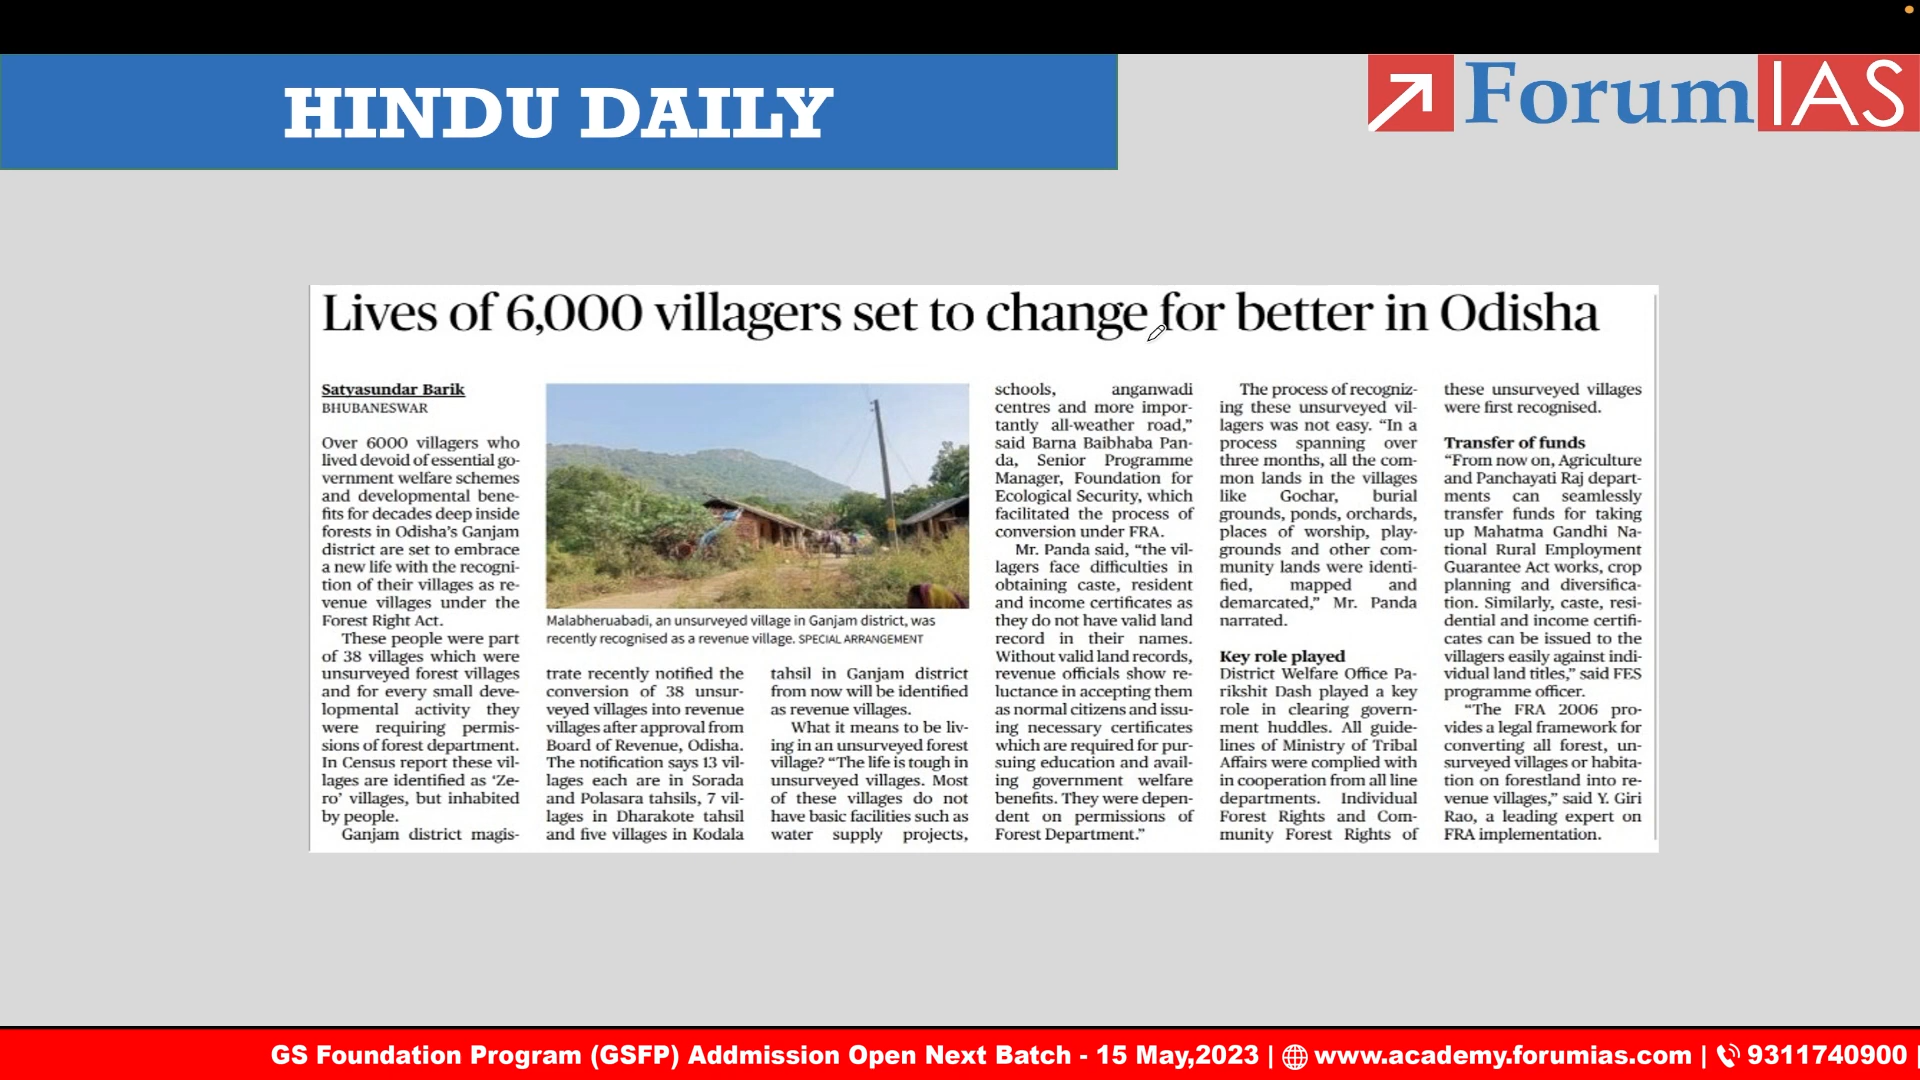 HINDU DAILY
ForumIAS
Lives of 6,000 villagers set to change for better in Odisha
Satyasundar Barik
BHUBANESWAR
Over 6000 villagers who
lived devoid of essential go-
vernment welfare schemes
and developmental bene-
fits for decades deep inside
forests in Odisha's Ganjam
district are set to embrace
a new life with the recogni-
tion of their villages as re-
venue villages under the
Forest Right Act.
These people were part
of 38 villages which were
unsurveyed forest villages
and for every small deve-
lopmental activity they
were requiring permis-
sions of forest department.
In Census report these vil-
lages are identified as 'Ze-
ro' villages, but inhabited
by people.
Ganjam district magis-
Malabheruabadi, an unsurveyed village in Ganjam district, was
recently recognised as a revenue village. SPECIAL ARRANGEMENT
trate recently notified the
conversion of 38 unsur-
veyed villages into revenue
villages after approval from
Board of Revenue, Odisha.
The notification says 13 vil-
lages each are in Sorada
and Polasara tahsils, 7 vil-
lages in Dharakote tahsil
and five villages in Kodala
tahsil in Ganjam district
from now will be identified
as revenue villages.
What it means to be liv-
ing in an unsurveyed forest
village? “The life is tough in
unsurveyed villages. Most
of these villages do not
have basic facilities such as
water supply projects,
schools, anganwadi
centres and more impor-
tantly all-weather road,”
said Barna Baibhaba Pan-
da, Senior Programme
Manager, Foundation for
Ecological Security, which
facilitated the process of
conversion under FRA.
Mr. Panda said, “the vil-
lagers face difficulties in
obtaining caste, resident
and income certificates as
they do not have valid land
record in their names.
Without valid land records,
revenue officials show re-
luctance in accepting them
as normal citizens and issu-
ing necessary certificates
which are required for pur-
suing education and avail-
ing government welfare
benefits. They were depen-
dent on permissions of
Forest Department.”
The process of recogniz-
ing these unsurveyed vil-
lagers was not easy. “In a
process spanning over
three months, all the com-
mon lands in the villages
like Gochar, burial
grounds, ponds, orchards,
places of worship, play-
grounds and other com-
munity lands were identi-
fied, mapped and
demarcated,” Mr. Panda
narrated.
Key role played
District Welfare Office Pa-
rikshit Dash played a key
role in clearing govern-
ment huddles. All guide-
lines of Ministry of Tribal
Affairs were complied with
in cooperation from all line
departments. Individual
Forest Rights and Com-
munity Forest Rights of
these unsurveyed villages
were first recognised.
Transfer of funds
“From now on, Agriculture
and Panchayati Raj depart-
ments can seamlessly
transfer funds for taking
up Mahatma Gandhi Na-
tional Rural Employment
Guarantee Act works, crop
planning and diversifica-
tion. Similarly, caste, resi-
dential and income certifi-
cates can be issued to the
villagers easily against indi-
vidual land titles,” said FES
programme officer.
“The FRA 2006 pro-
vides a legal framework for
converting all forest, un-
surveyed villages or habita-
tion on forestland into re-
venue villages,” said Y. Giri
Rao, a leading expert on
FRA implementation.
GS Foundation Program (GSFP) Addmission Open Next Batch - 15 May,2023 | www.academy.forumias.com | 9311740900 |